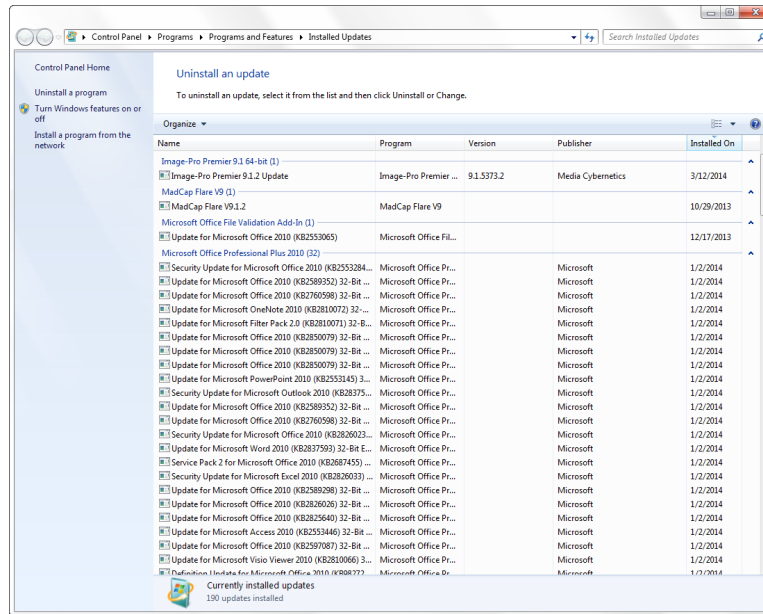 Control Panel ▸ Programs ▸ Programs and Features ▸ Installed Updates
Search Installed Updates
Control Panel Home
Uninstall a program
Turn Windows features on or
off
Install a program from the
network
Uninstall an update
To uninstall an update, select it from the list and then click Uninstall or Change.
Organize
Name Program Version Publisher Installed On
Image-Pro Premier 9.1 64-bit (1)
Image-Pro Premier 9.1.2 Update Image-Pro Premier ... 9.1.5373.2 Media Cybernetics 3/12/2014
MadCap Flare V9 (1)
MadCap Flare V9.1.2 MadCap Flare V9 10/29/2013
Microsoft Office File Validation Add-In (1)
Update for Microsoft Office 2010 (KB2553065) Microsoft Office Fil... 12/17/2013
Microsoft Office Professional Plus 2010 (32)
Security Update for Microsoft Office 2010 (KB2553284... Microsoft Office Pr... Microsoft 1/2/2014
Update for Microsoft Office 2010 (KB2589352) 32-Bit ... Microsoft Office Pr... Microsoft 1/2/2014
Update for Microsoft Office 2010 (KB2760598) 32-Bit ... Microsoft Office Pr... Microsoft 1/2/2014
Update for Microsoft OneNote 2010 (KB2810072) 32-... Microsoft Office Pr... Microsoft 1/2/2014
Update for Microsoft Filter Pack 2.0 (KB2810071) 32-B... Microsoft Office Pr... Microsoft 1/2/2014
Update for Microsoft Office 2010 (KB2850079) 32-Bit ... Microsoft Office Pr... Microsoft 1/2/2014
Update for Microsoft Office 2010 (KB2850079) 32-Bit ... Microsoft Office Pr... Microsoft 1/2/2014
Update for Microsoft Office 2010 (KB2850079) 32-Bit ... Microsoft Office Pr... Microsoft 1/2/2014
Update for Microsoft PowerPoint 2010 (KB2553145) 3... Microsoft Office Pr... Microsoft 1/2/2014
Security Update for Microsoft Outlook 2010 (KB28375... Microsoft Office Pr... Microsoft 1/2/2014
Update for Microsoft Office 2010 (KB2589352) 32-Bit ... Microsoft Office Pr... Microsoft 1/2/2014
Update for Microsoft Office 2010 (KB2760598) 32-Bit ... Microsoft Office Pr... Microsoft 1/2/2014
Security Update for Microsoft Office 2010 (KB2826023... Microsoft Office Pr... Microsoft 1/2/2014
Update for Microsoft Word 2010 (KB2837593) 32-Bit E... Microsoft Office Pr... Microsoft 1/2/2014
Service Pack 2 for Microsoft Office 2010 (KB2687455) ... Microsoft Office Pr... Microsoft 1/2/2014
Security Update for Microsoft Excel 2010 (KB2826033) ... Microsoft Office Pr... Microsoft 1/2/2014
Update for Microsoft Office 2010 (KB2589298) 32-Bit ... Microsoft Office Pr... Microsoft 1/2/2014
Update for Microsoft Office 2010 (KB2826026) 32-Bit ... Microsoft Office Pr... Microsoft 1/2/2014
Update for Microsoft Office 2010 (KB2825640) 32-Bit ... Microsoft Office Pr... Microsoft 1/2/2014
Update for Microsoft Access 2010 (KB2553446) 32-Bit ... Microsoft Office Pr... Microsoft 1/2/2014
Update for Microsoft Office 2010 (KB2597087) 32-Bit ... Microsoft Office Pr... Microsoft 1/2/2014
Update for Microsoft Visio Viewer 2010 (KB2810066) 3... Microsoft Office Pr... Microsoft 1/2/2014
Definition Update for Microsoft Office 2010 Microsoft Office Pr... Microsoft 1/2/2014
Currently installed updates
190 updates installed